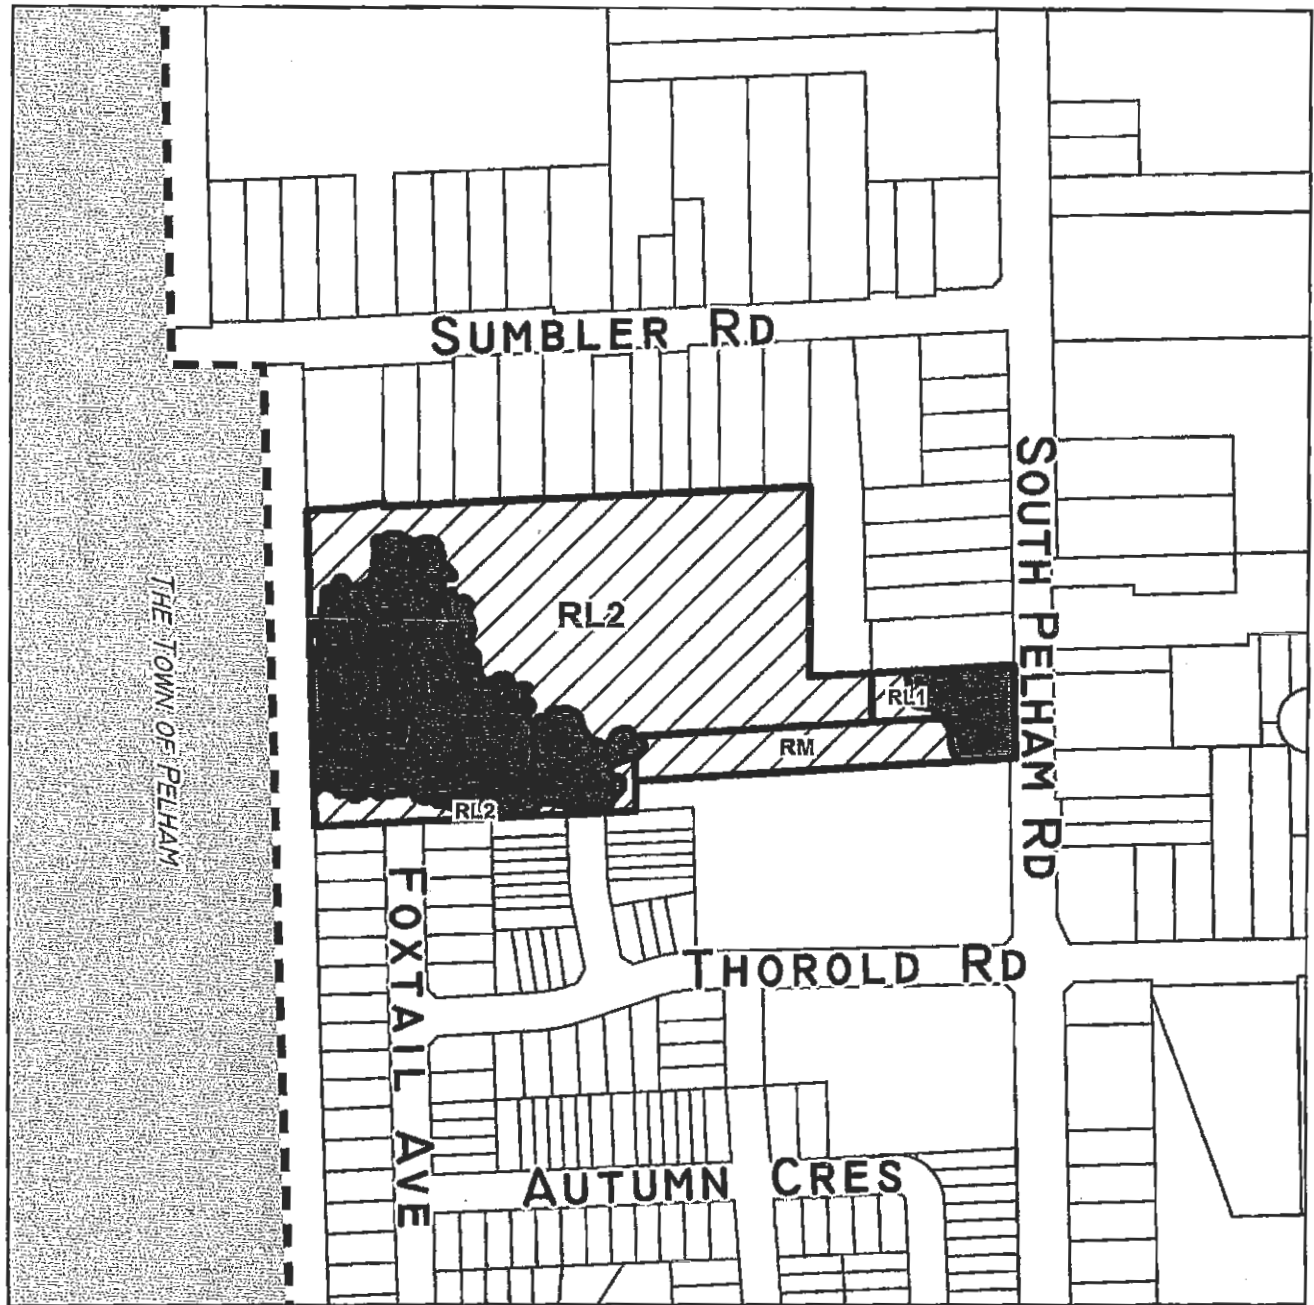 SUMBLER RD
SOUTH PELHAM RD
RL2
THE TOWN OF PELHAM
RL1
RM
RL2
FOXTAIL AVE
THOROLD RD
AUTUMN CRES